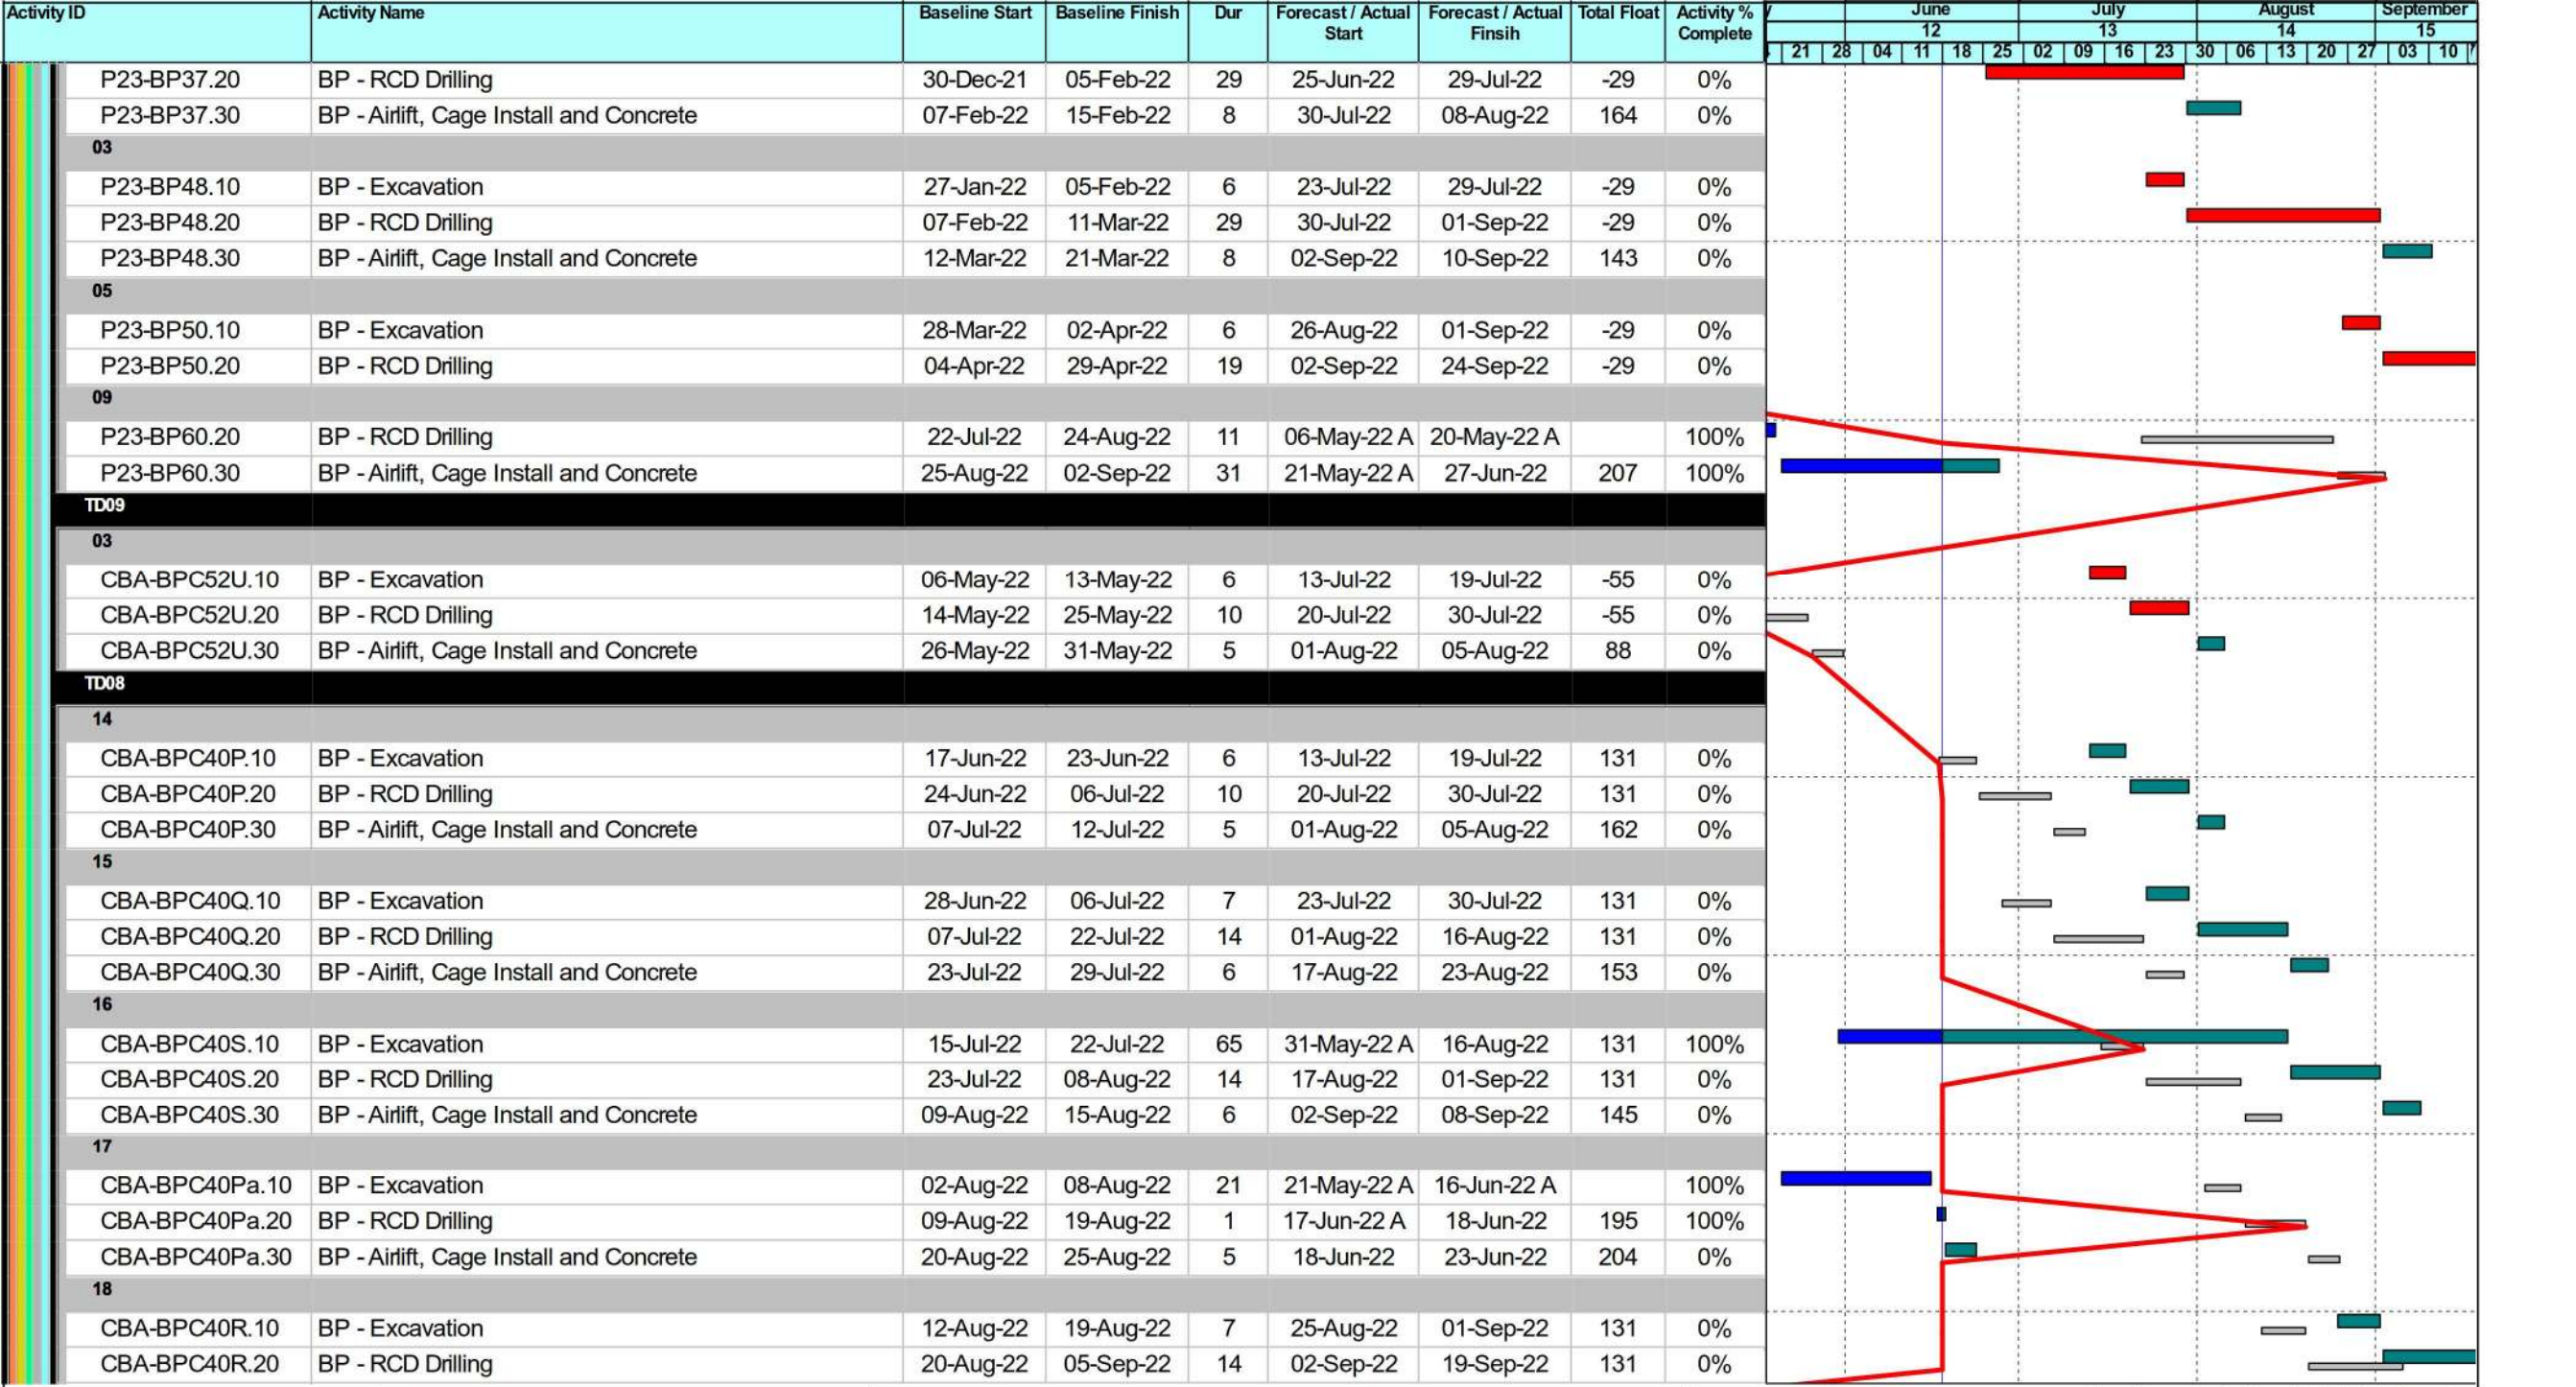 Activity ID Activity Name Baseline Start Baseline Finish Dur Forecast / Actual Start Forecast / Actual Finsih Total Float Activity % Complete June July August September
12 13 14 15
21 28 04 11 18 25 02 09 16 23 30 06 13 20 27 03 10
P23-BP37.20 BP - RCD Drilling 30-Dec-21 05-Feb-22 29 25-Jun-22 29-Jul-22 -29 0%
P23-BP37.30 BP - Airlift, Cage Install and Concrete 07-Feb-22 15-Feb-22 8 30-Jul-22 08-Aug-22 164 0%
03
P23-BP48.10 BP - Excavation 27-Jan-22 05-Feb-22 6 23-Jul-22 29-Jul-22 -29 0%
P23-BP48.20 BP - RCD Drilling 07-Feb-22 11-Mar-22 29 30-Jul-22 01-Sep-22 -29 0%
P23-BP48.30 BP - Airlift, Cage Install and Concrete 12-Mar-22 21-Mar-22 8 02-Sep-22 10-Sep-22 143 0%
05
P23-BP50.10 BP - Excavation 28-Mar-22 02-Apr-22 6 26-Aug-22 01-Sep-22 -29 0%
P23-BP50.20 BP - RCD Drilling 04-Apr-22 29-Apr-22 19 02-Sep-22 24-Sep-22 -29 0%
09
P23-BP60.20 BP - RCD Drilling 22-Jul-22 24-Aug-22 11 06-May-22 A 20-May-22 A 100%
P23-BP60.30 BP - Airlift, Cage Install and Concrete 25-Aug-22 02-Sep-22 31 21-May-22 A 27-Jun-22 207 100%
TD09
03
CBA-BPC52U.10 BP - Excavation 06-May-22 13-May-22 6 13-Jul-22 19-Jul-22 -55 0%
CBA-BPC52U.20 BP - RCD Drilling 14-May-22 25-May-22 10 20-Jul-22 30-Jul-22 -55 0%
CBA-BPC52U.30 BP - Airlift, Cage Install and Concrete 26-May-22 31-May-22 5 01-Aug-22 05-Aug-22 88 0%
TD08
14
CBA-BPC40P.10 BP - Excavation 17-Jun-22 23-Jun-22 6 13-Jul-22 19-Jul-22 131 0%
CBA-BPC40P.20 BP - RCD Drilling 24-Jun-22 06-Jul-22 10 20-Jul-22 30-Jul-22 131 0%
CBA-BPC40P.30 BP - Airlift, Cage Install and Concrete 07-Jul-22 12-Jul-22 5 01-Aug-22 05-Aug-22 162 0%
15
CBA-BPC40Q.10 BP - Excavation 28-Jun-22 06-Jul-22 7 23-Jul-22 30-Jul-22 131 0%
CBA-BPC40Q.20 BP - RCD Drilling 07-Jul-22 22-Jul-22 14 01-Aug-22 16-Aug-22 131 0%
CBA-BPC40Q.30 BP - Airlift, Cage Install and Concrete 23-Jul-22 29-Jul-22 6 17-Aug-22 23-Aug-22 153 0%
16
CBA-BPC40S.10 BP - Excavation 15-Jul-22 22-Jul-22 65 31-May-22 A 16-Aug-22 131 100%
CBA-BPC40S.20 BP - RCD Drilling 23-Jul-22 08-Aug-22 14 17-Aug-22 01-Sep-22 131 0%
CBA-BPC40S.30 BP - Airlift, Cage Install and Concrete 09-Aug-22 15-Aug-22 6 02-Sep-22 08-Sep-22 145 0%
17
CBA-BPC40Pa.10 BP - Excavation 02-Aug-22 08-Aug-22 21 21-May-22 A 16-Jun-22 A 100%
CBA-BPC40Pa.20 BP - RCD Drilling 09-Aug-22 19-Aug-22 1 17-Jun-22 A 18-Jun-22 195 100%
CBA-BPC40Pa.30 BP - Airlift, Cage Install and Concrete 20-Aug-22 25-Aug-22 5 18-Jun-22 23-Jun-22 204 0%
18
CBA-BPC40R.10 BP - Excavation 12-Aug-22 19-Aug-22 7 25-Aug-22 01-Sep-22 131 0%
CBA-BPC40R.20 BP - RCD Drilling 20-Aug-22 05-Sep-22 14 02-Sep-22 19-Sep-22 131 0%